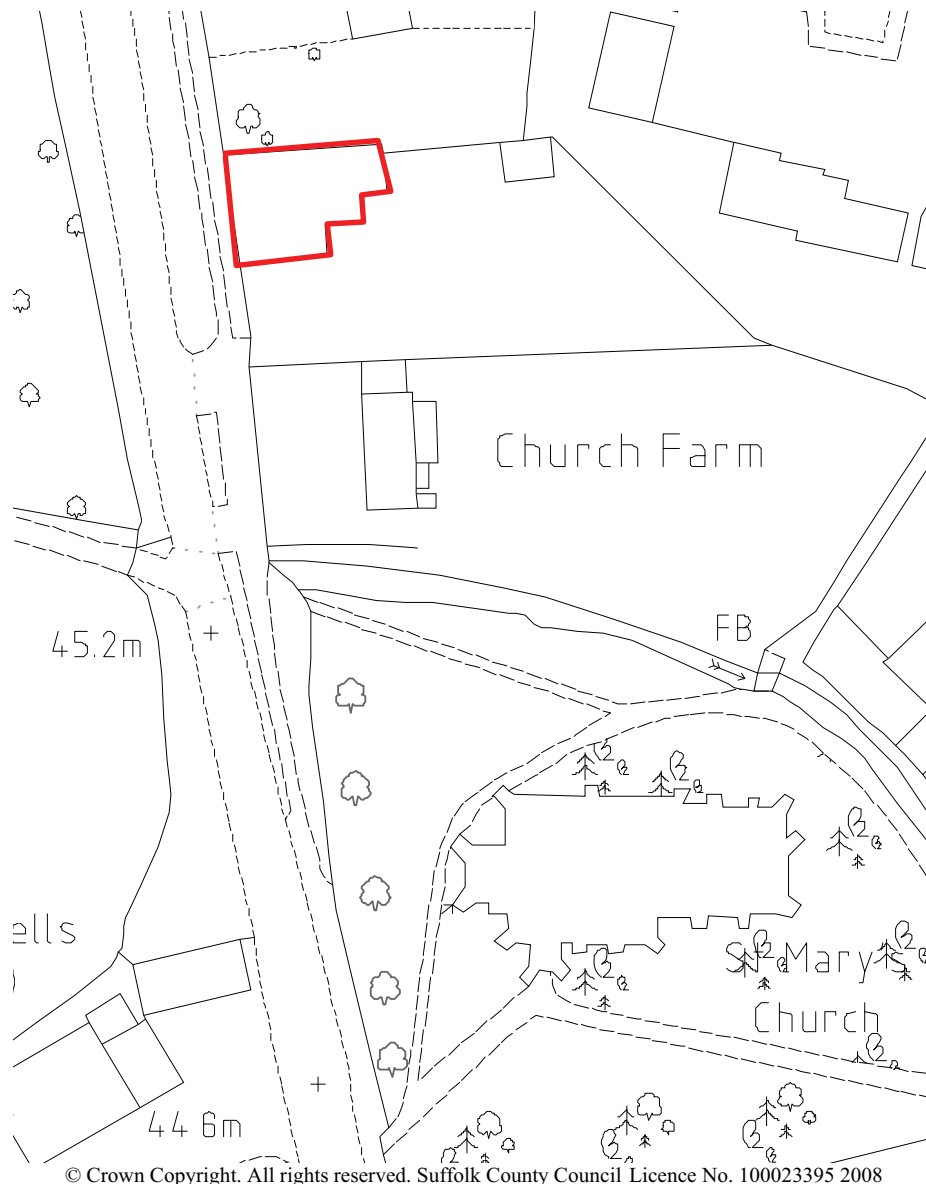 Church Farm
FB
45.2m
ells
St Mary's
Church
44 6m
© Crown Copyright. All rights reserved. Suffolk County Council Licence No. 100023395 2008